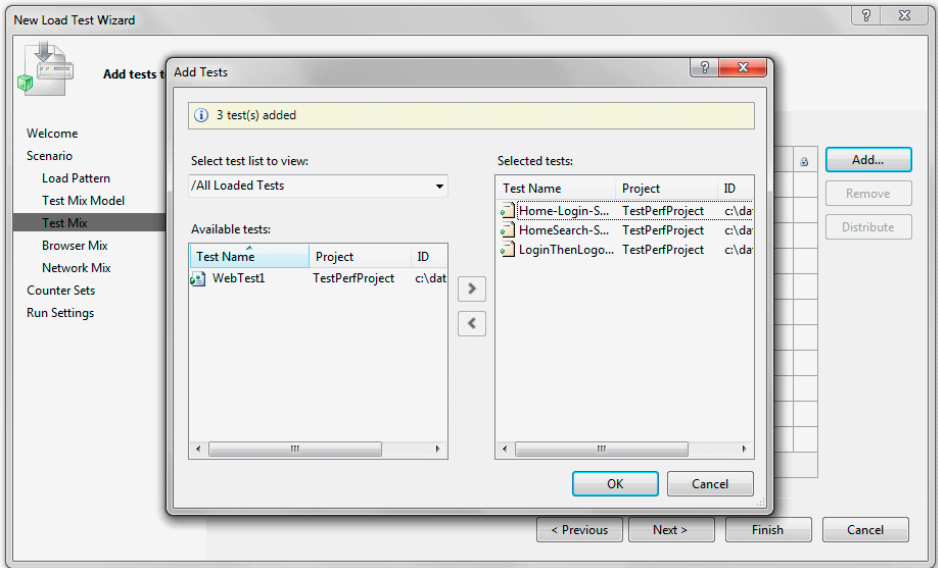 New Load Test Wizard
Add tests t
Welcome
Scenario
Load Pattern
Test Mix Model
Test Mix
Browser Mix
Network Mix
Counter Sets
Run Settings
Add Tests
3 test(s) added
Select test list to view:
/All Loaded Tests
Available tests:
Test Name Project ID
WebTest1 TestPerfProject c:\dat
Selected tests:
Test Name Project ID
Home-Login-S... TestPerfProject c:\da
HomeSearch-S... TestPerfProject c:\da
LoginThenLogo... TestPerfProject c:\da
OK Cancel
Add...
Remove
Distribute
< Previous Next > Finish Cancel